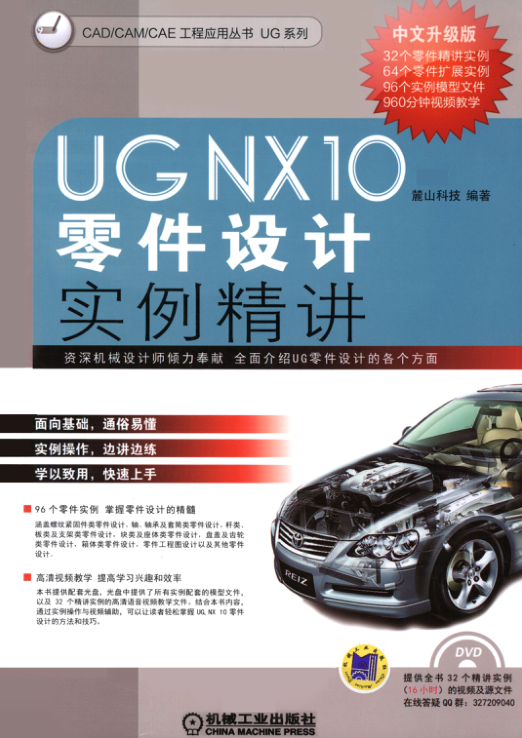 CAD/CAM/CAE 工程应用丛书 UG 系列
中文升级版
32个零件精讲实例
64个零件扩展实例
96个实例模型文件
960分钟视频教学
UG NX 10
麓山科技 编著
零件设计
实例精讲
资深机械设计师倾力奉献 全面介绍UG零件设计的各个方面
面向基础，通俗易懂
实例操作，边讲边练
学以致用，快速上手
96 个零件实例 掌握零件设计的精髓
涵盖螺纹紧固件类零件设计、轴、轴承及套筒类零件设计、杆类、
板类及支架类零件设计、块类及座体类零件设计、盘盖及齿轮
类零件设计、箱体类零件设计、零件工程图设计以及其他零件
设计。
高清视频教学 提高学习兴趣和效率
本书提供配套光盘，光盘中提供了所有实例配套的模型文件，
以及 32 个精讲实例的高清语音视频教学文件。结合本书内容，
通过实例操作与视频辅助，可以让读者轻松掌握 UG NX 10 零件
设计的方法和技巧。
REIZ
DVD
提供全书 32 个精讲实例
（16 小时）的视频及源文件
在线答疑 QQ 群：327209040
机械工业出版社
CHINA MACHINE PRESS